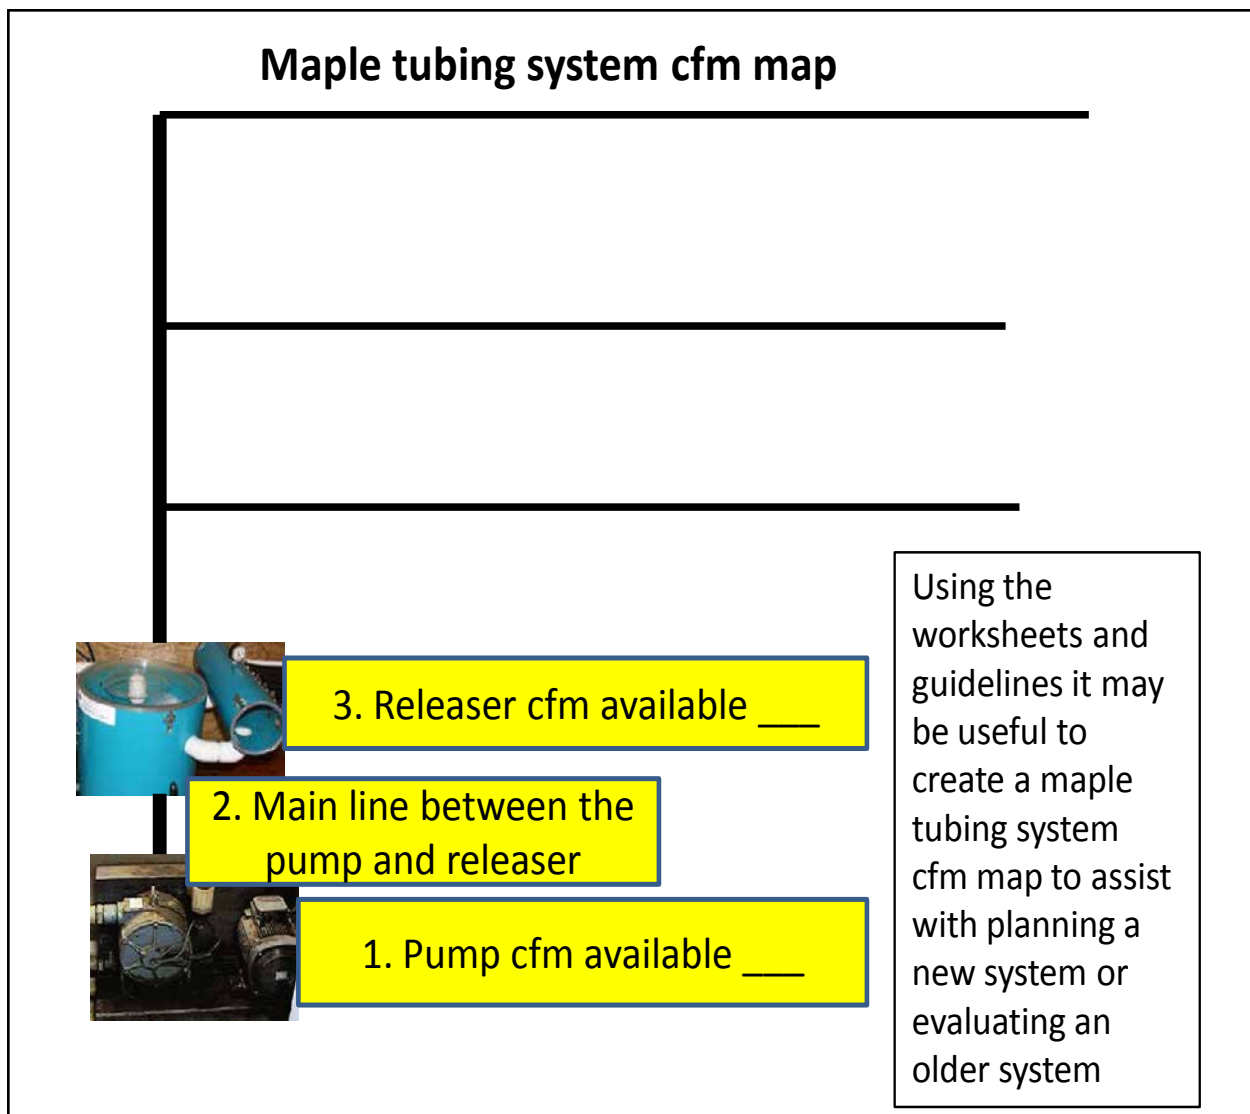 Maple tubing system cfm map
3. Releaser cfm available ___
2. Main line between the
pump and releaser
1. Pump cfm available ___
Using the
worksheets and
guidelines it may
be useful to
create a maple
tubing system
cfm map to assist
with planning a
new system or
evaluating an
older system